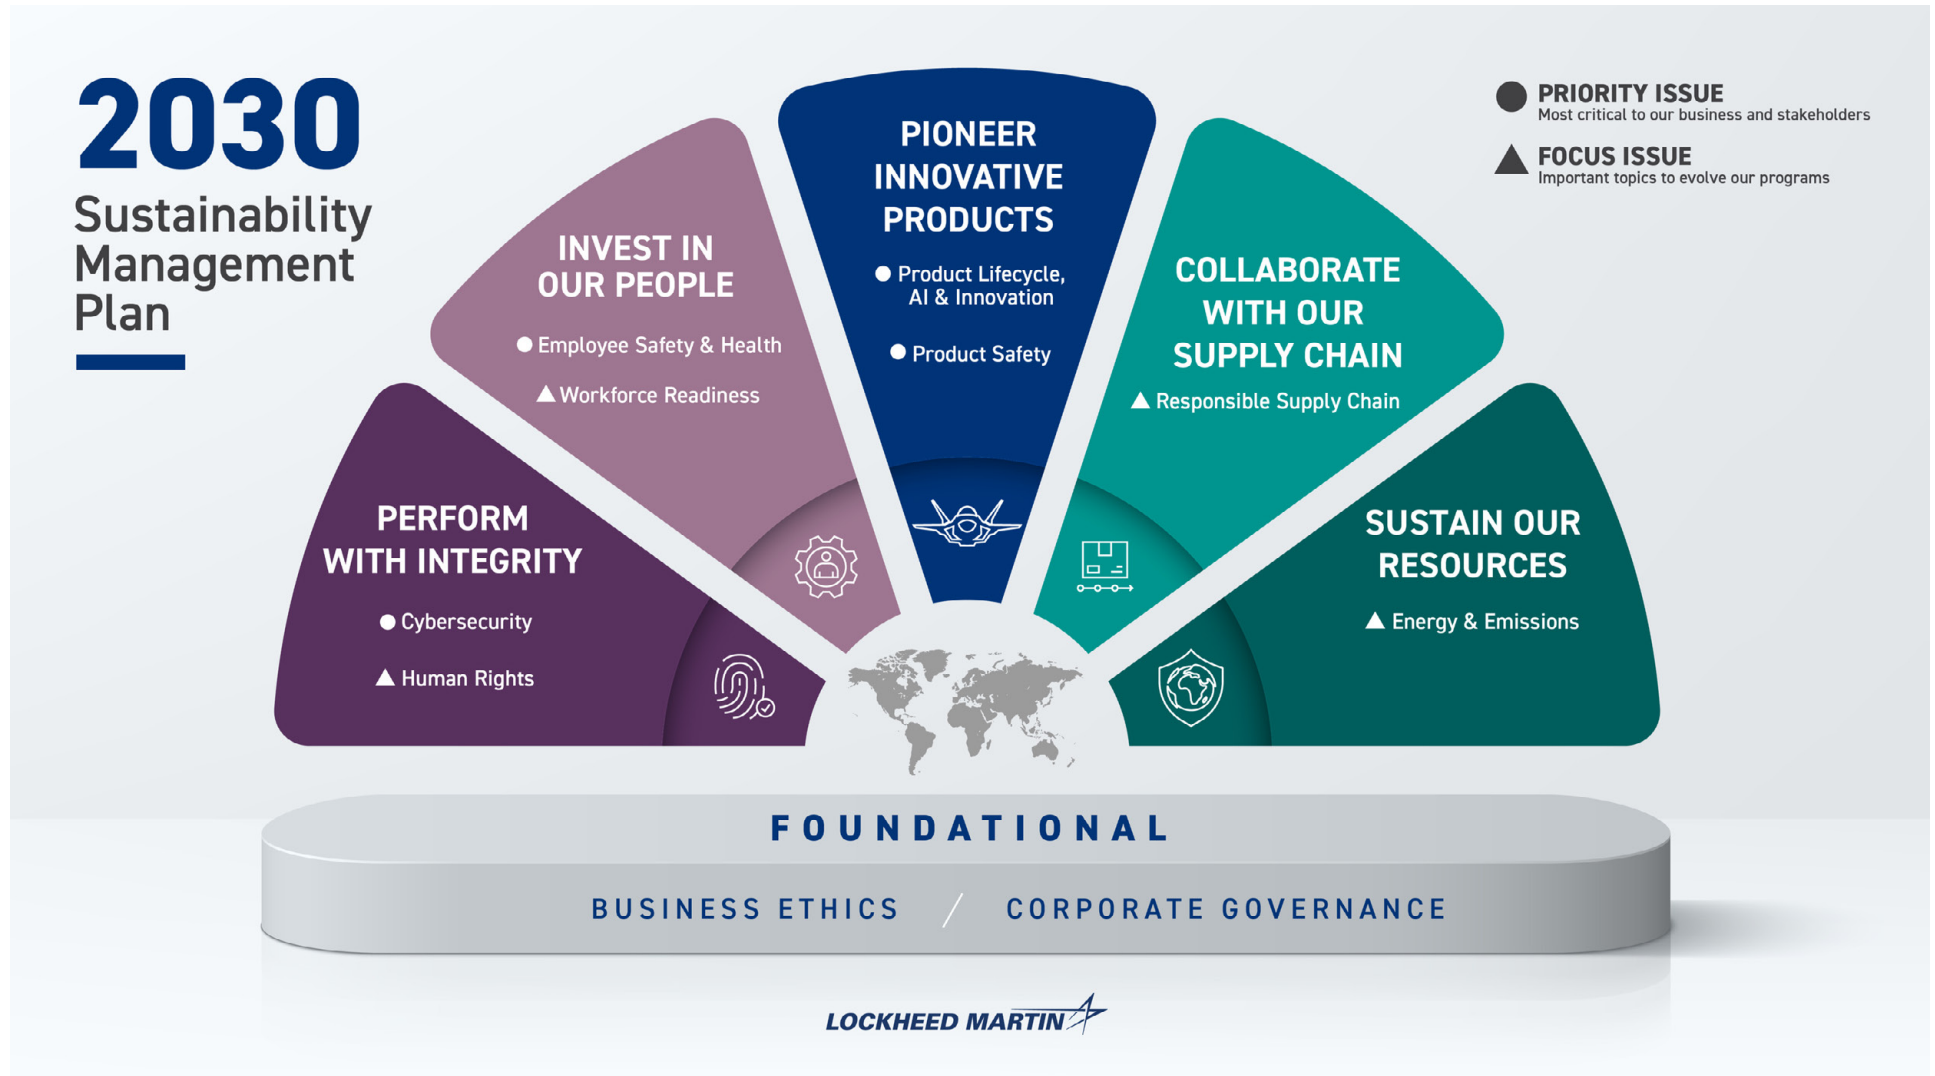 2030
Sustainability
Management
Plan
PRIORITY ISSUE
Most critical to our business and stakeholders
FOCUS ISSUE
Important topics to evolve our programs
PERFORM
WITH INTEGRITY
Cybersecurity
Human Rights
INVEST IN
OUR PEOPLE
Employee Safety & Health
Workforce Readiness
PIONEER
INNOVATIVE
PRODUCTS
Product Lifecycle,
AI & Innovation
Product Safety
COLLABORATE
WITH OUR
SUPPLY CHAIN
Responsible Supply Chain
SUSTAIN OUR
RESOURCES
Energy & Emissions
FOUNDATIONAL
BUSINESS ETHICS / CORPORATE GOVERNANCE
LOCKHEED MARTIN